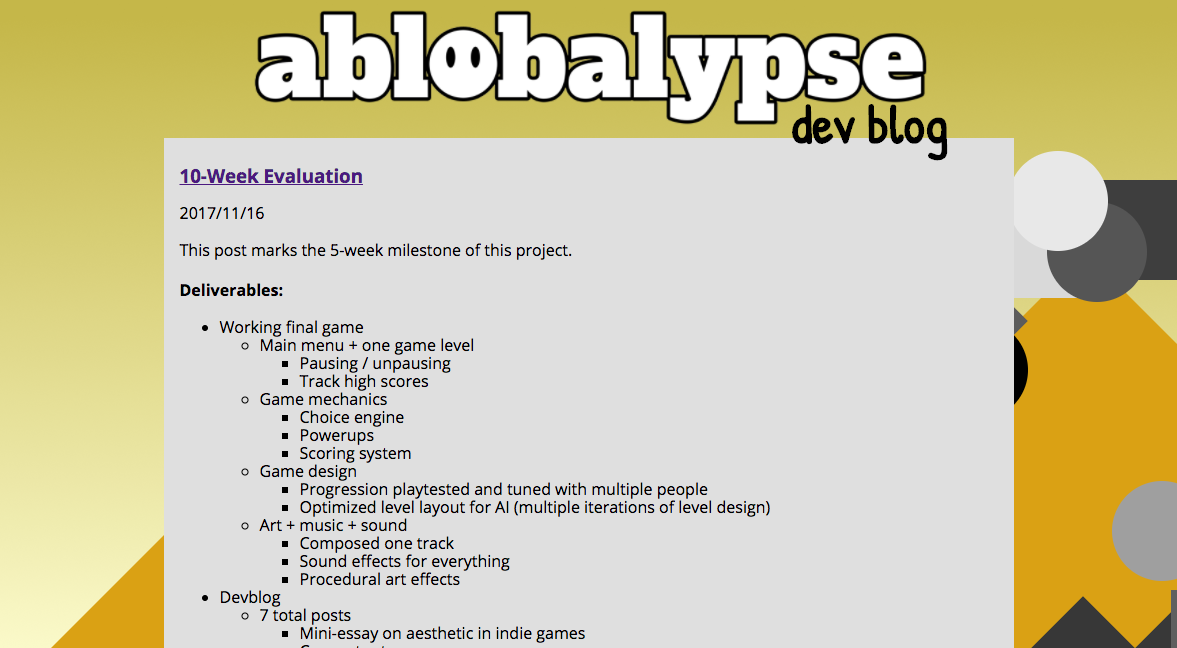 ablobalypse
dev blog
10-Week Evaluation
2017/11/16
This post marks the 5-week milestone of this project.
Deliverables:
Working final game
Main menu + one game level
Pausing / unpausing
Track high scores
Game mechanics
Choice engine
Powerups
Scoring system
Game design
Progression playtested and tuned with multiple people
Optimized level layout for AI (multiple iterations of level design)
Art + music + sound
Composed one track
Sound effects for everything
Procedural art effects
Devblog
7 total posts
Mini-essay on aesthetic in indie games